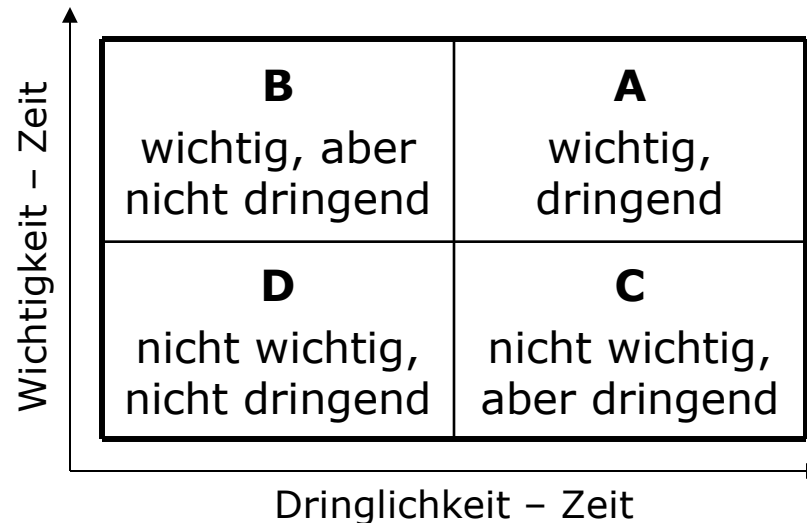 Wichtigkeit – Zeit
B
wichtig, aber
nicht dringend
A
wichtig,
dringend
D
nicht wichtig,
nicht dringend
C
nicht wichtig,
aber dringend
Dringlichkeit – Zeit